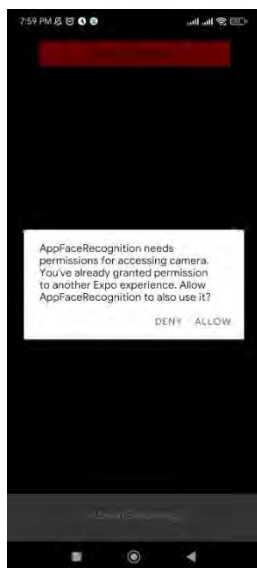 7:59 PM
AppFaceRecognition needs
permissions for accessing camera.
You've already granted permission
to another Expo experience. Allow
AppFaceRecognition to also use it?
DENY ALLOW